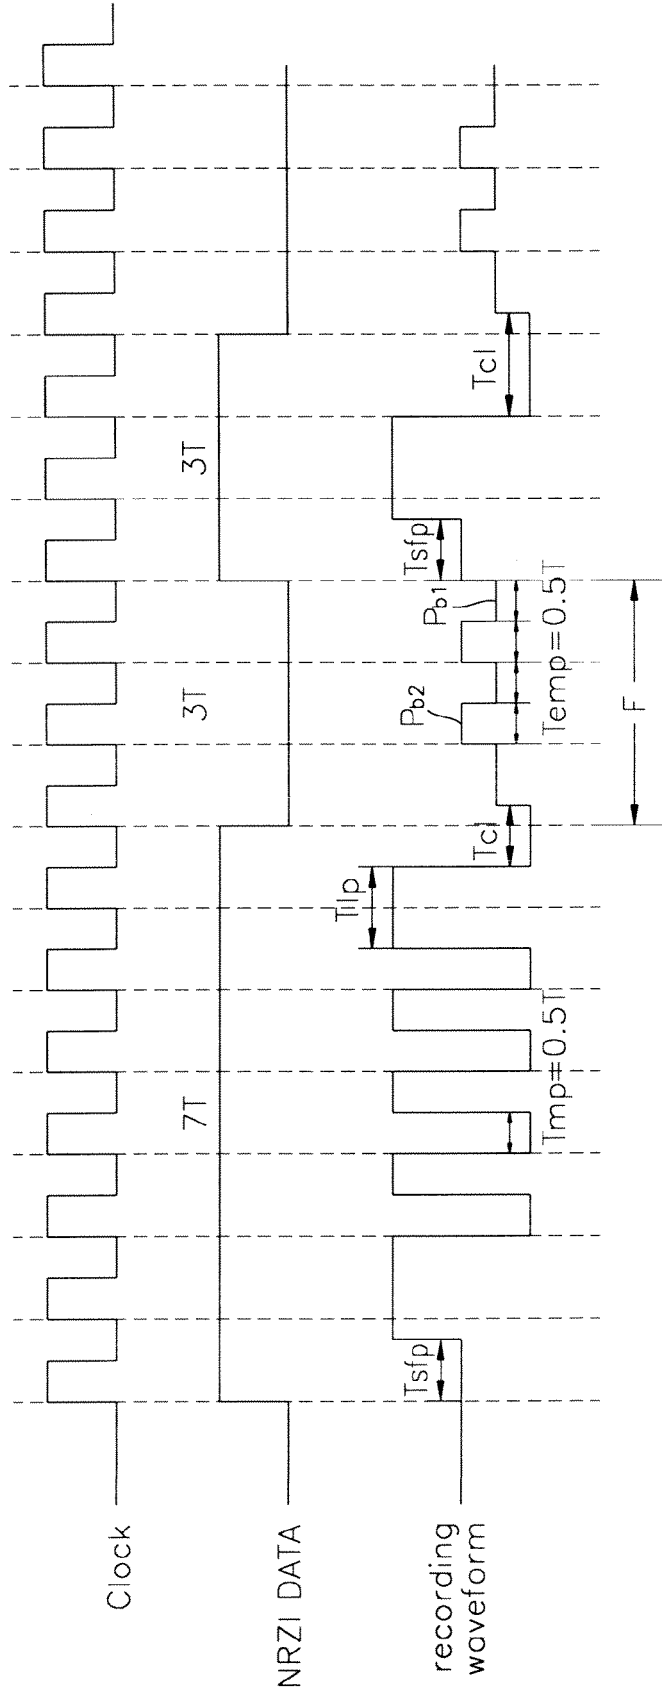 Clock
NRZI DATA
7T
3T
3T
recording
waveform
Tsfp
Tlp
Tmp=0.5T
Tcl
Pb2
Pb1
Temp=0.5T
F
Tsfp
Tcl